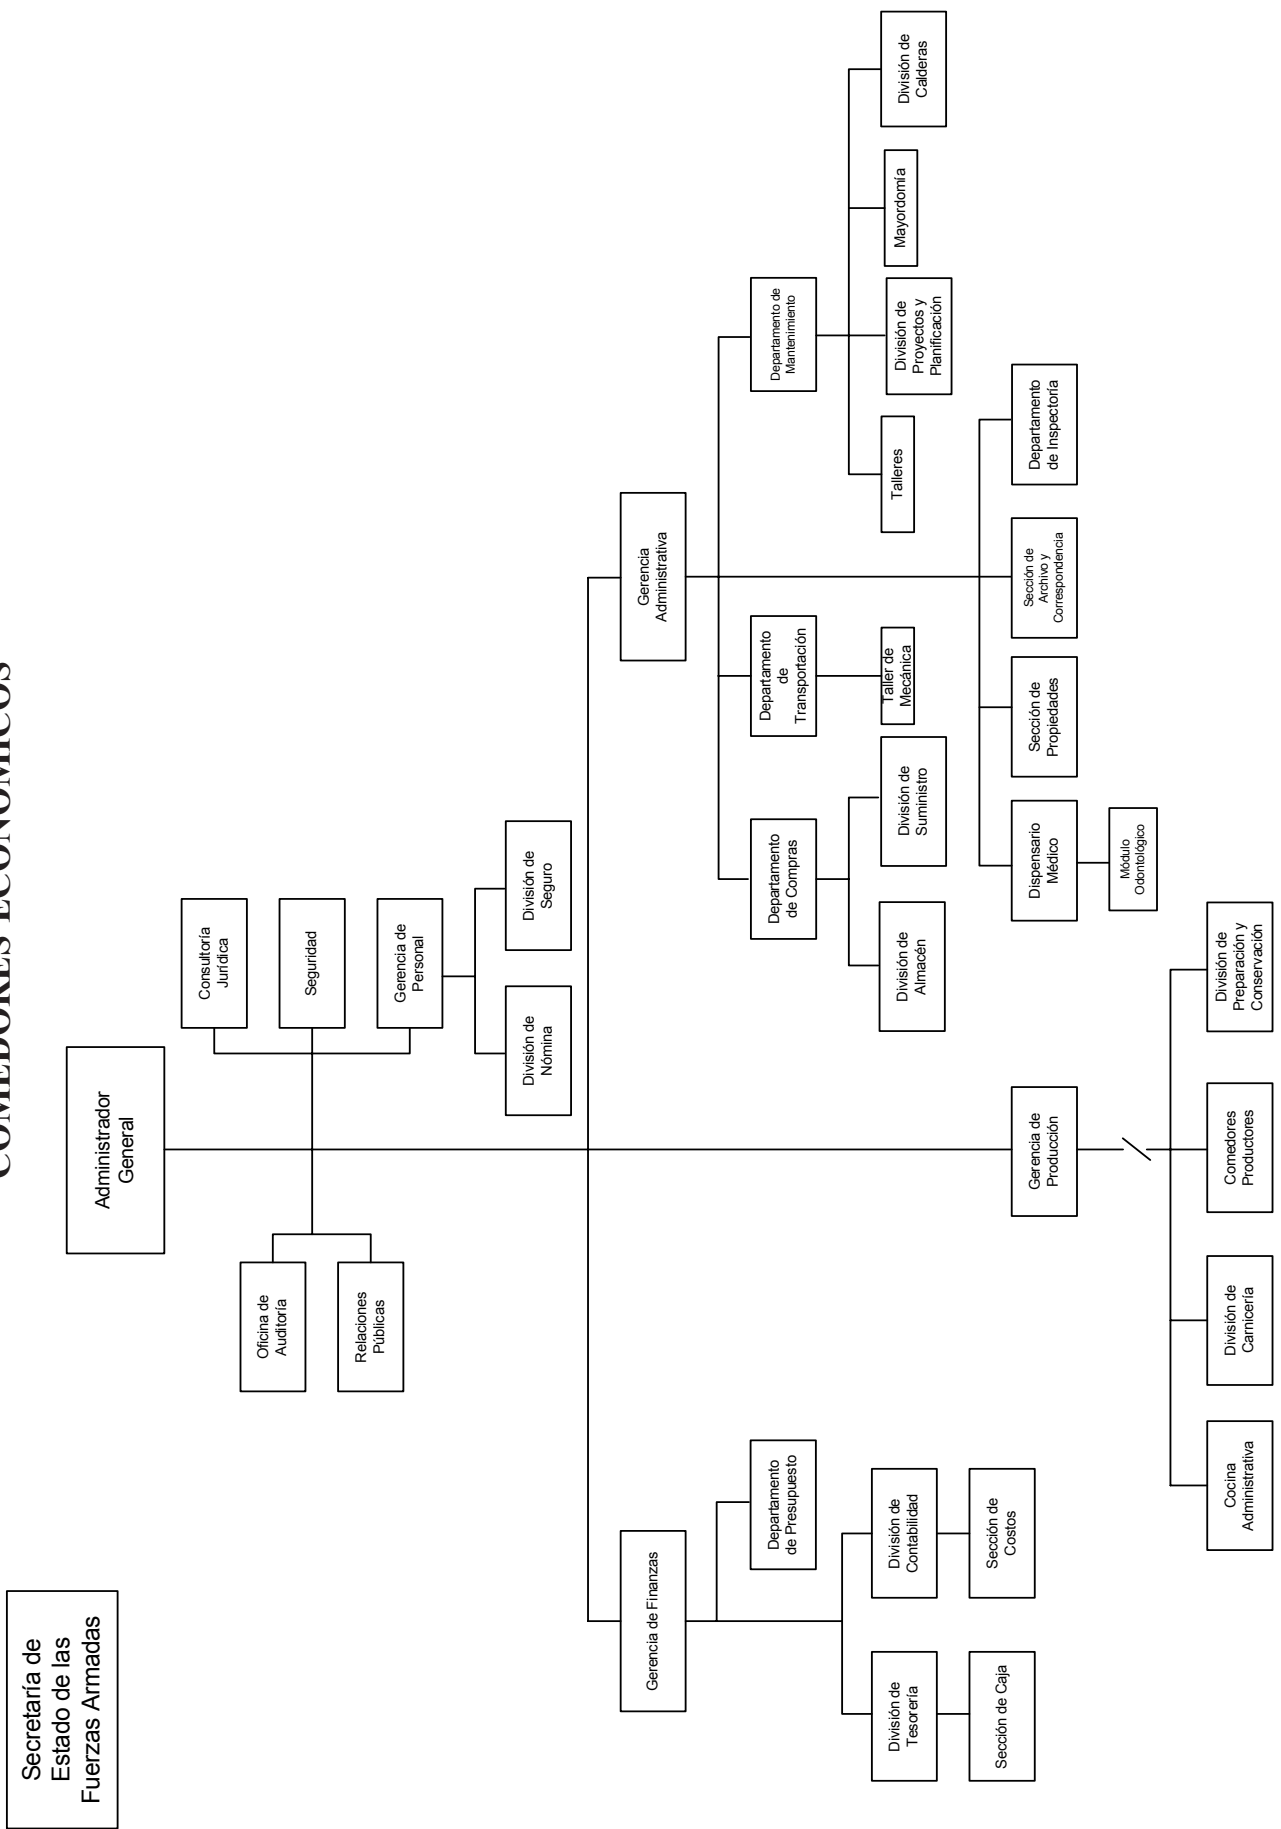 COMEDORES ECONÓMICOS
Secretaría de
Estado de las
Fuerzas Armadas
Administrador
General
Consultoría
Jurídica
Oficina de
Auditoría
Seguridad
Relaciones
Públicas
Gerencia de
Personal
División de
Nómina
División de
Seguro
Gerencia de Finanzas
Gerencia
Administrativa
Departamento
de Presupuesto
Departamento
de Compras
Departamento
de
Transportación
Departamento de
Mantenimiento
División de
Tesorería
División de
Contabilidad
División de
Almacén
División de
Suministro
Taller de
Mecánica
Talleres
División de
Proyectos y
Planificación
Mayordomía
División de
Calderas
Sección de Caja
Sección de
Costos
Gerencia de
Producción
Dispensario
Médico
Sección de
Propiedades
Sección de
Archivo y
Correspondencia
Departamento
de Inspectoría
Módulo
Odontológico
Cocina
Administrativa
División de
Carnicería
Comedores
Productores
División de
Preparación y
Conservación